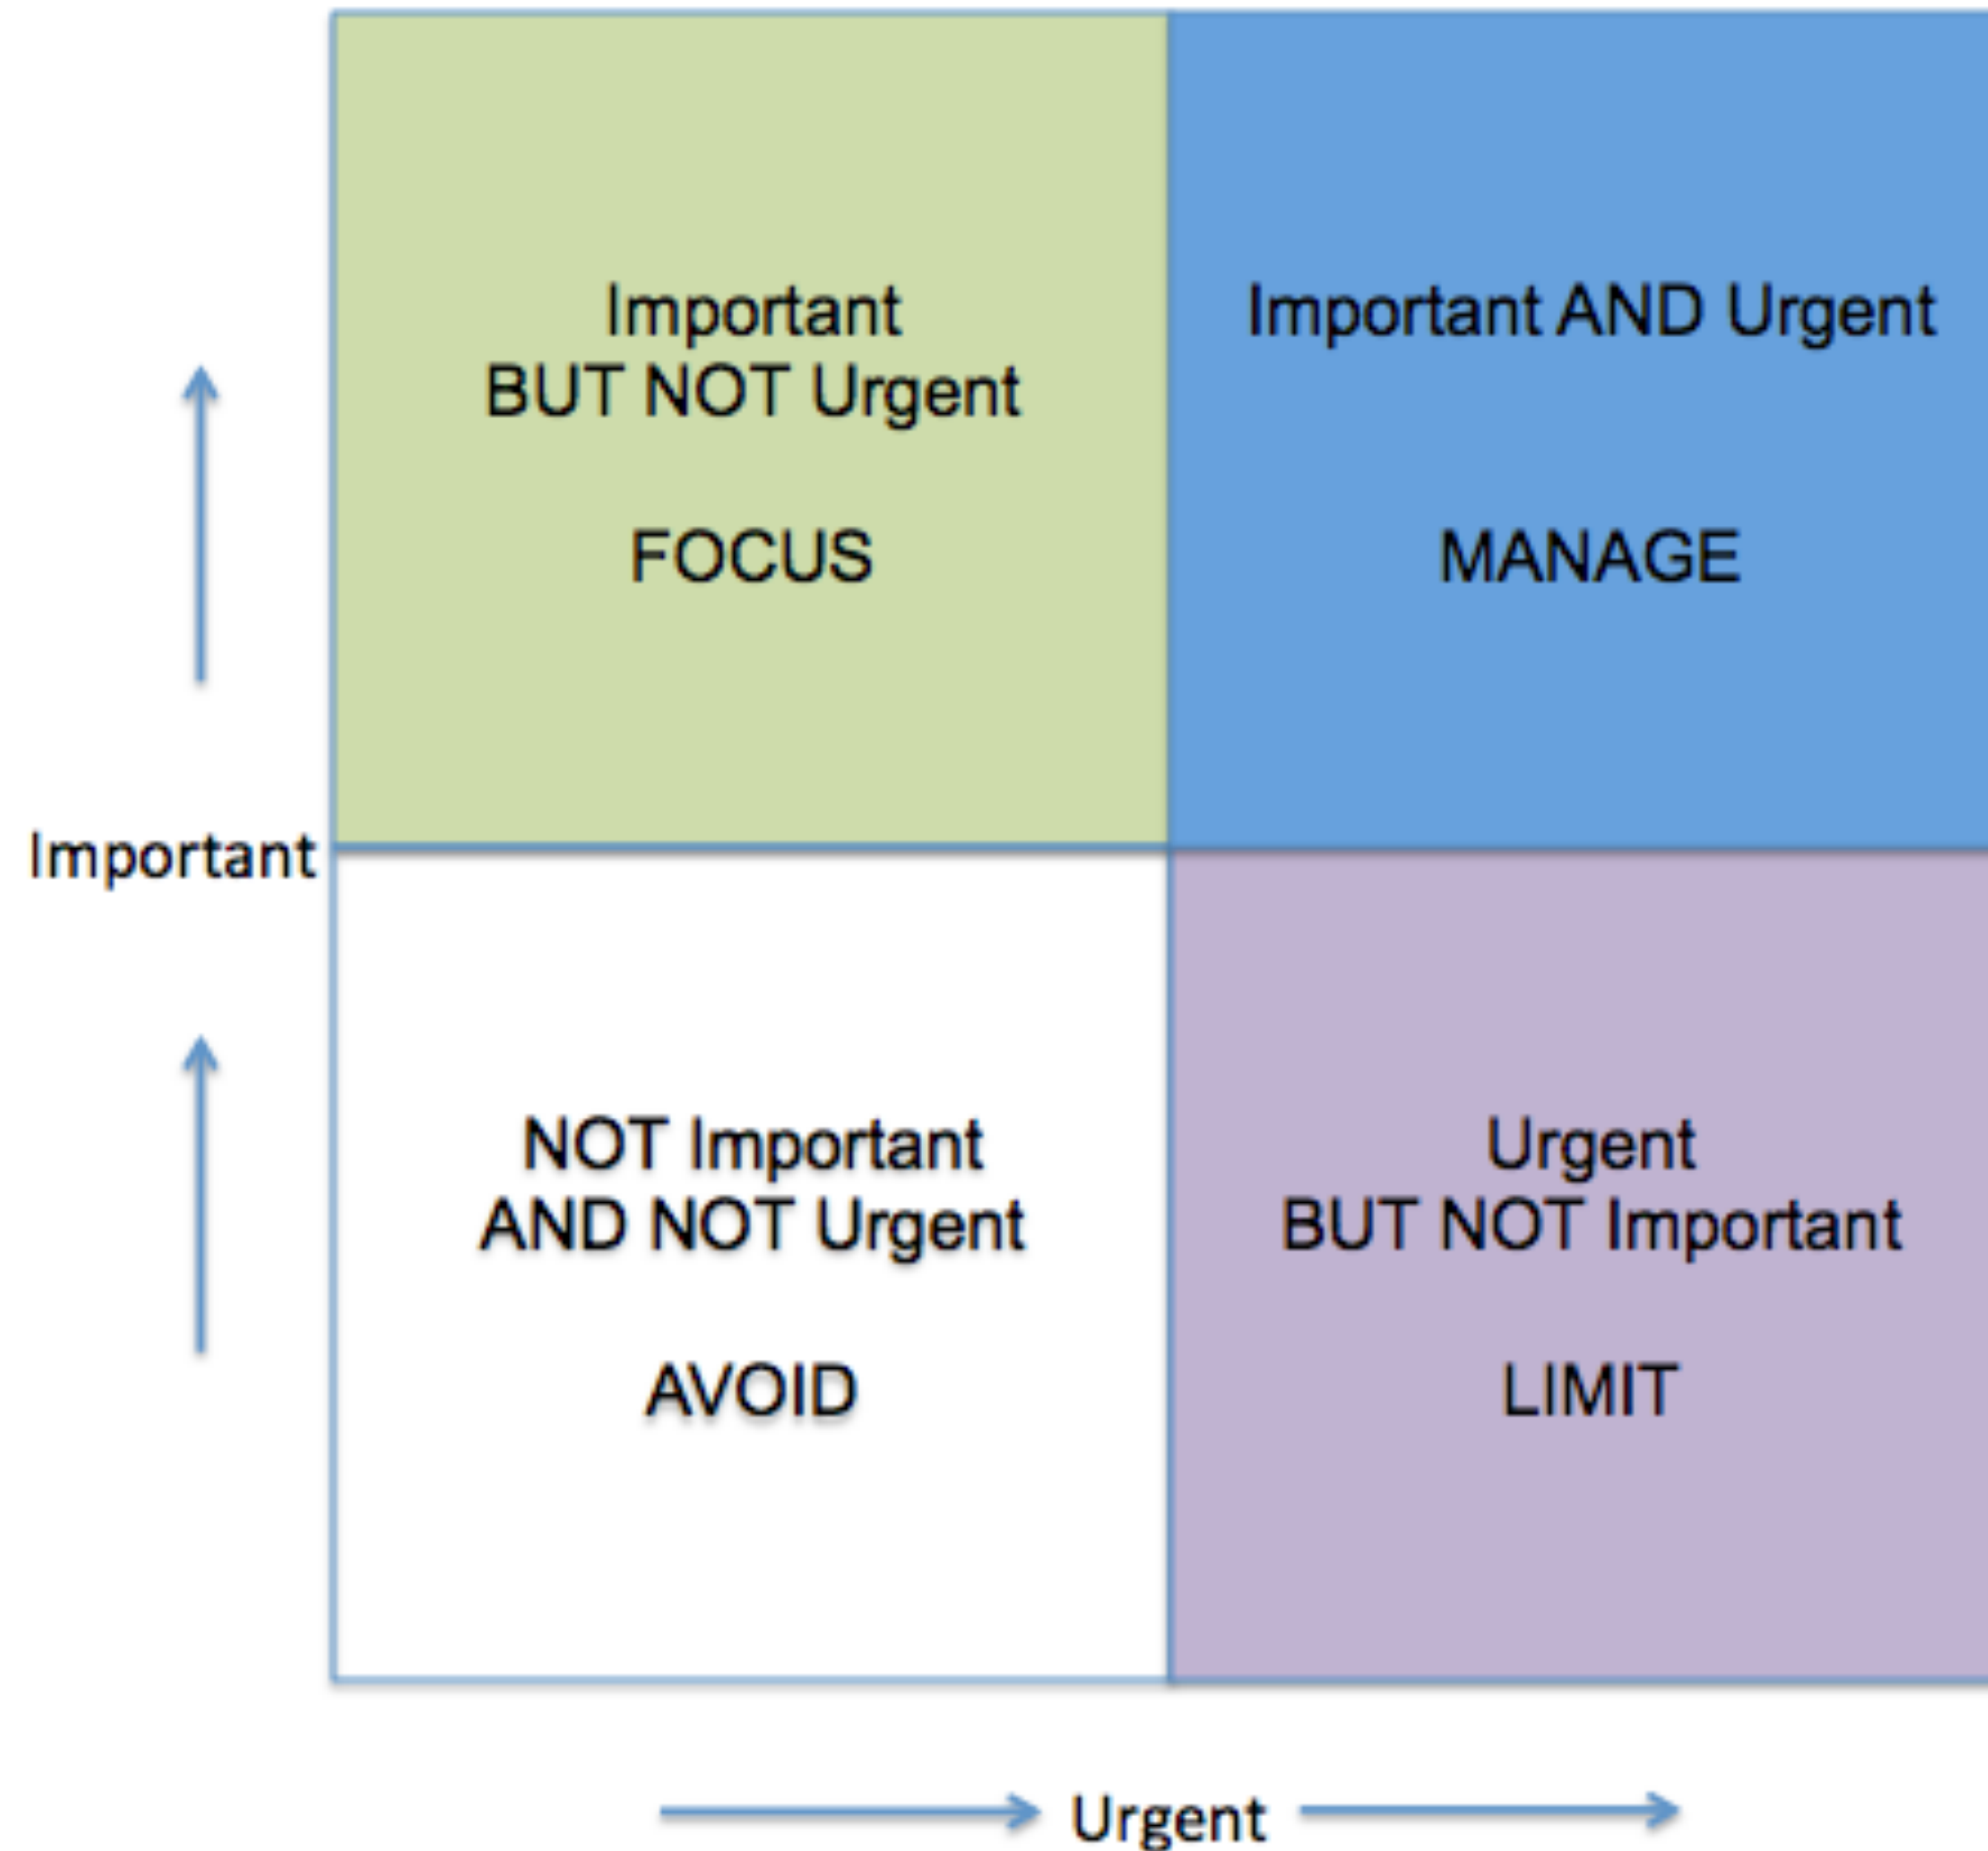 Important
BUT NOT Urgent
FOCUS
Important AND Urgent
MANAGE
Important
NOT Important
AND NOT Urgent
AVOID
Urgent
BUT NOT Important
LIMIT
Urgent